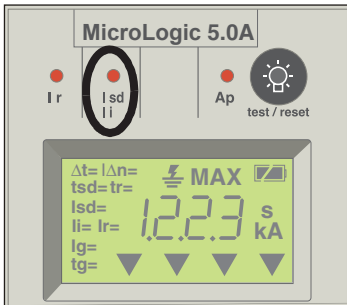 MicroLogic 5.0A
Ir
Isd
Ii
Ap
test / reset
Δt= IΔn=
MAX
tsd= tr=
Isd=
1.2.2.3
s
Ii= Ir=
kA
Ig=
tg=